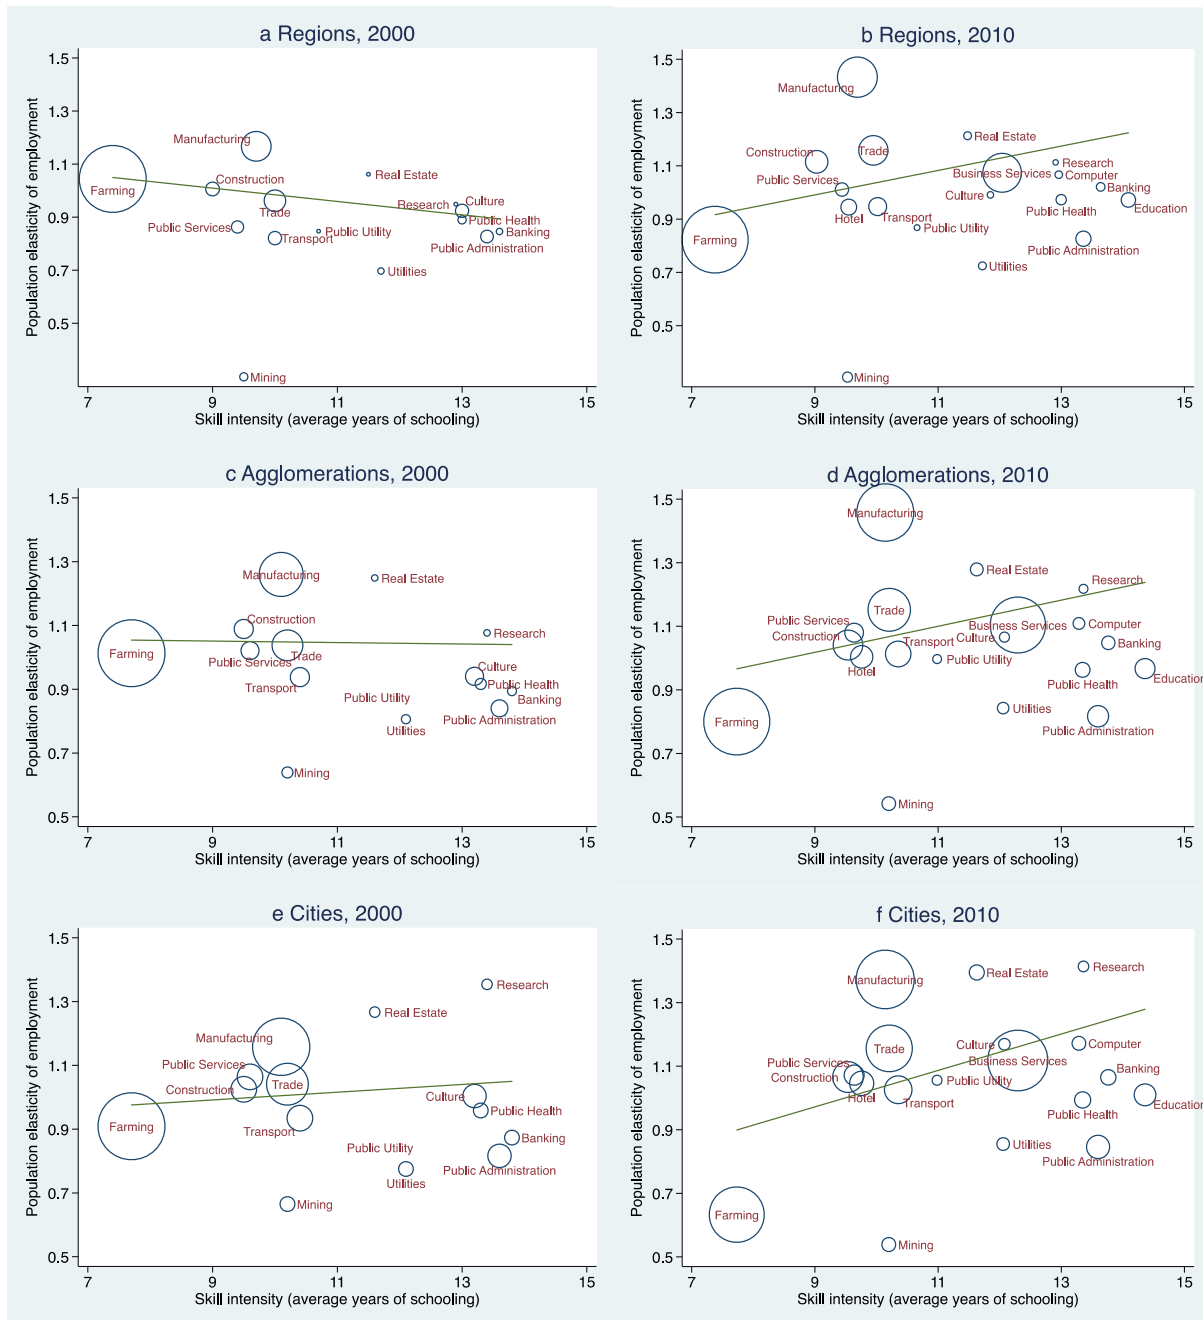 a Regions, 2000
Population elasticity of employment
1.5
1.3
1.1
0.9
0.7
0.5
Manufacturing
Farming
Construction
Trade
Public Services
Transport
Real Estate
Research
Culture
Public Health
Public Utility
Banking
Public Administration
Utilities
Mining
7 9 11 13 15
Skill intensity (average years of schooling)
b Regions, 2010
Population elasticity of employment
1.5
1.3
1.1
0.9
0.7
0.5
Manufacturing
Real Estate
Construction
Trade
Research
Business Services
Computer
Public Services
Banking
Culture
Hotel
Transport
Public Health
Education
Public Utility
Farming
Public Administration
Utilities
Mining
7 9 11 13 15
Skill intensity (average years of schooling)
c Agglomerations, 2000
Population elasticity of employment
1.5
1.3
1.1
0.9
0.7
0.5
Manufacturing
Real Estate
Construction
Research
Farming
Public Services
Trade
Culture
Transport
Public Health
Public Utility
Banking
Public Administration
Utilities
Mining
7 9 11 13 15
Skill intensity (average years of schooling)
d Agglomerations, 2010
Population elasticity of employment
1.5
1.3
1.1
0.9
0.7
0.5
Manufacturing
Real Estate
Research
Trade
Public Services
Business Services
Computer
Construction
Transport
Culture
Banking
Hotel
Public Utility
Public Health
Education
Farming
Utilities
Public Administration
Mining
7 9 11 13 15
Skill intensity (average years of schooling)
e Cities, 2000
Population elasticity of employment
1.5
1.3
1.1
0.9
0.7
0.5
Research
Real Estate
Manufacturing
Public Services
Construction
Trade
Culture
Public Health
Farming
Transport
Public Utility
Banking
Public Administration
Utilities
Mining
7 9 11 13 15
Skill intensity (average years of schooling)
f Cities, 2010
Population elasticity of employment
1.5
1.3
1.1
0.9
0.7
0.5
Research
Manufacturing
Real Estate
Trade
Culture
Computer
Public Services
Business Services
Construction
Public Utility
Banking
Hotel
Transport
Public Health
Education
Utilities
Public Administration
Farming
Mining
7 9 11 13 15
Skill intensity (average years of schooling)